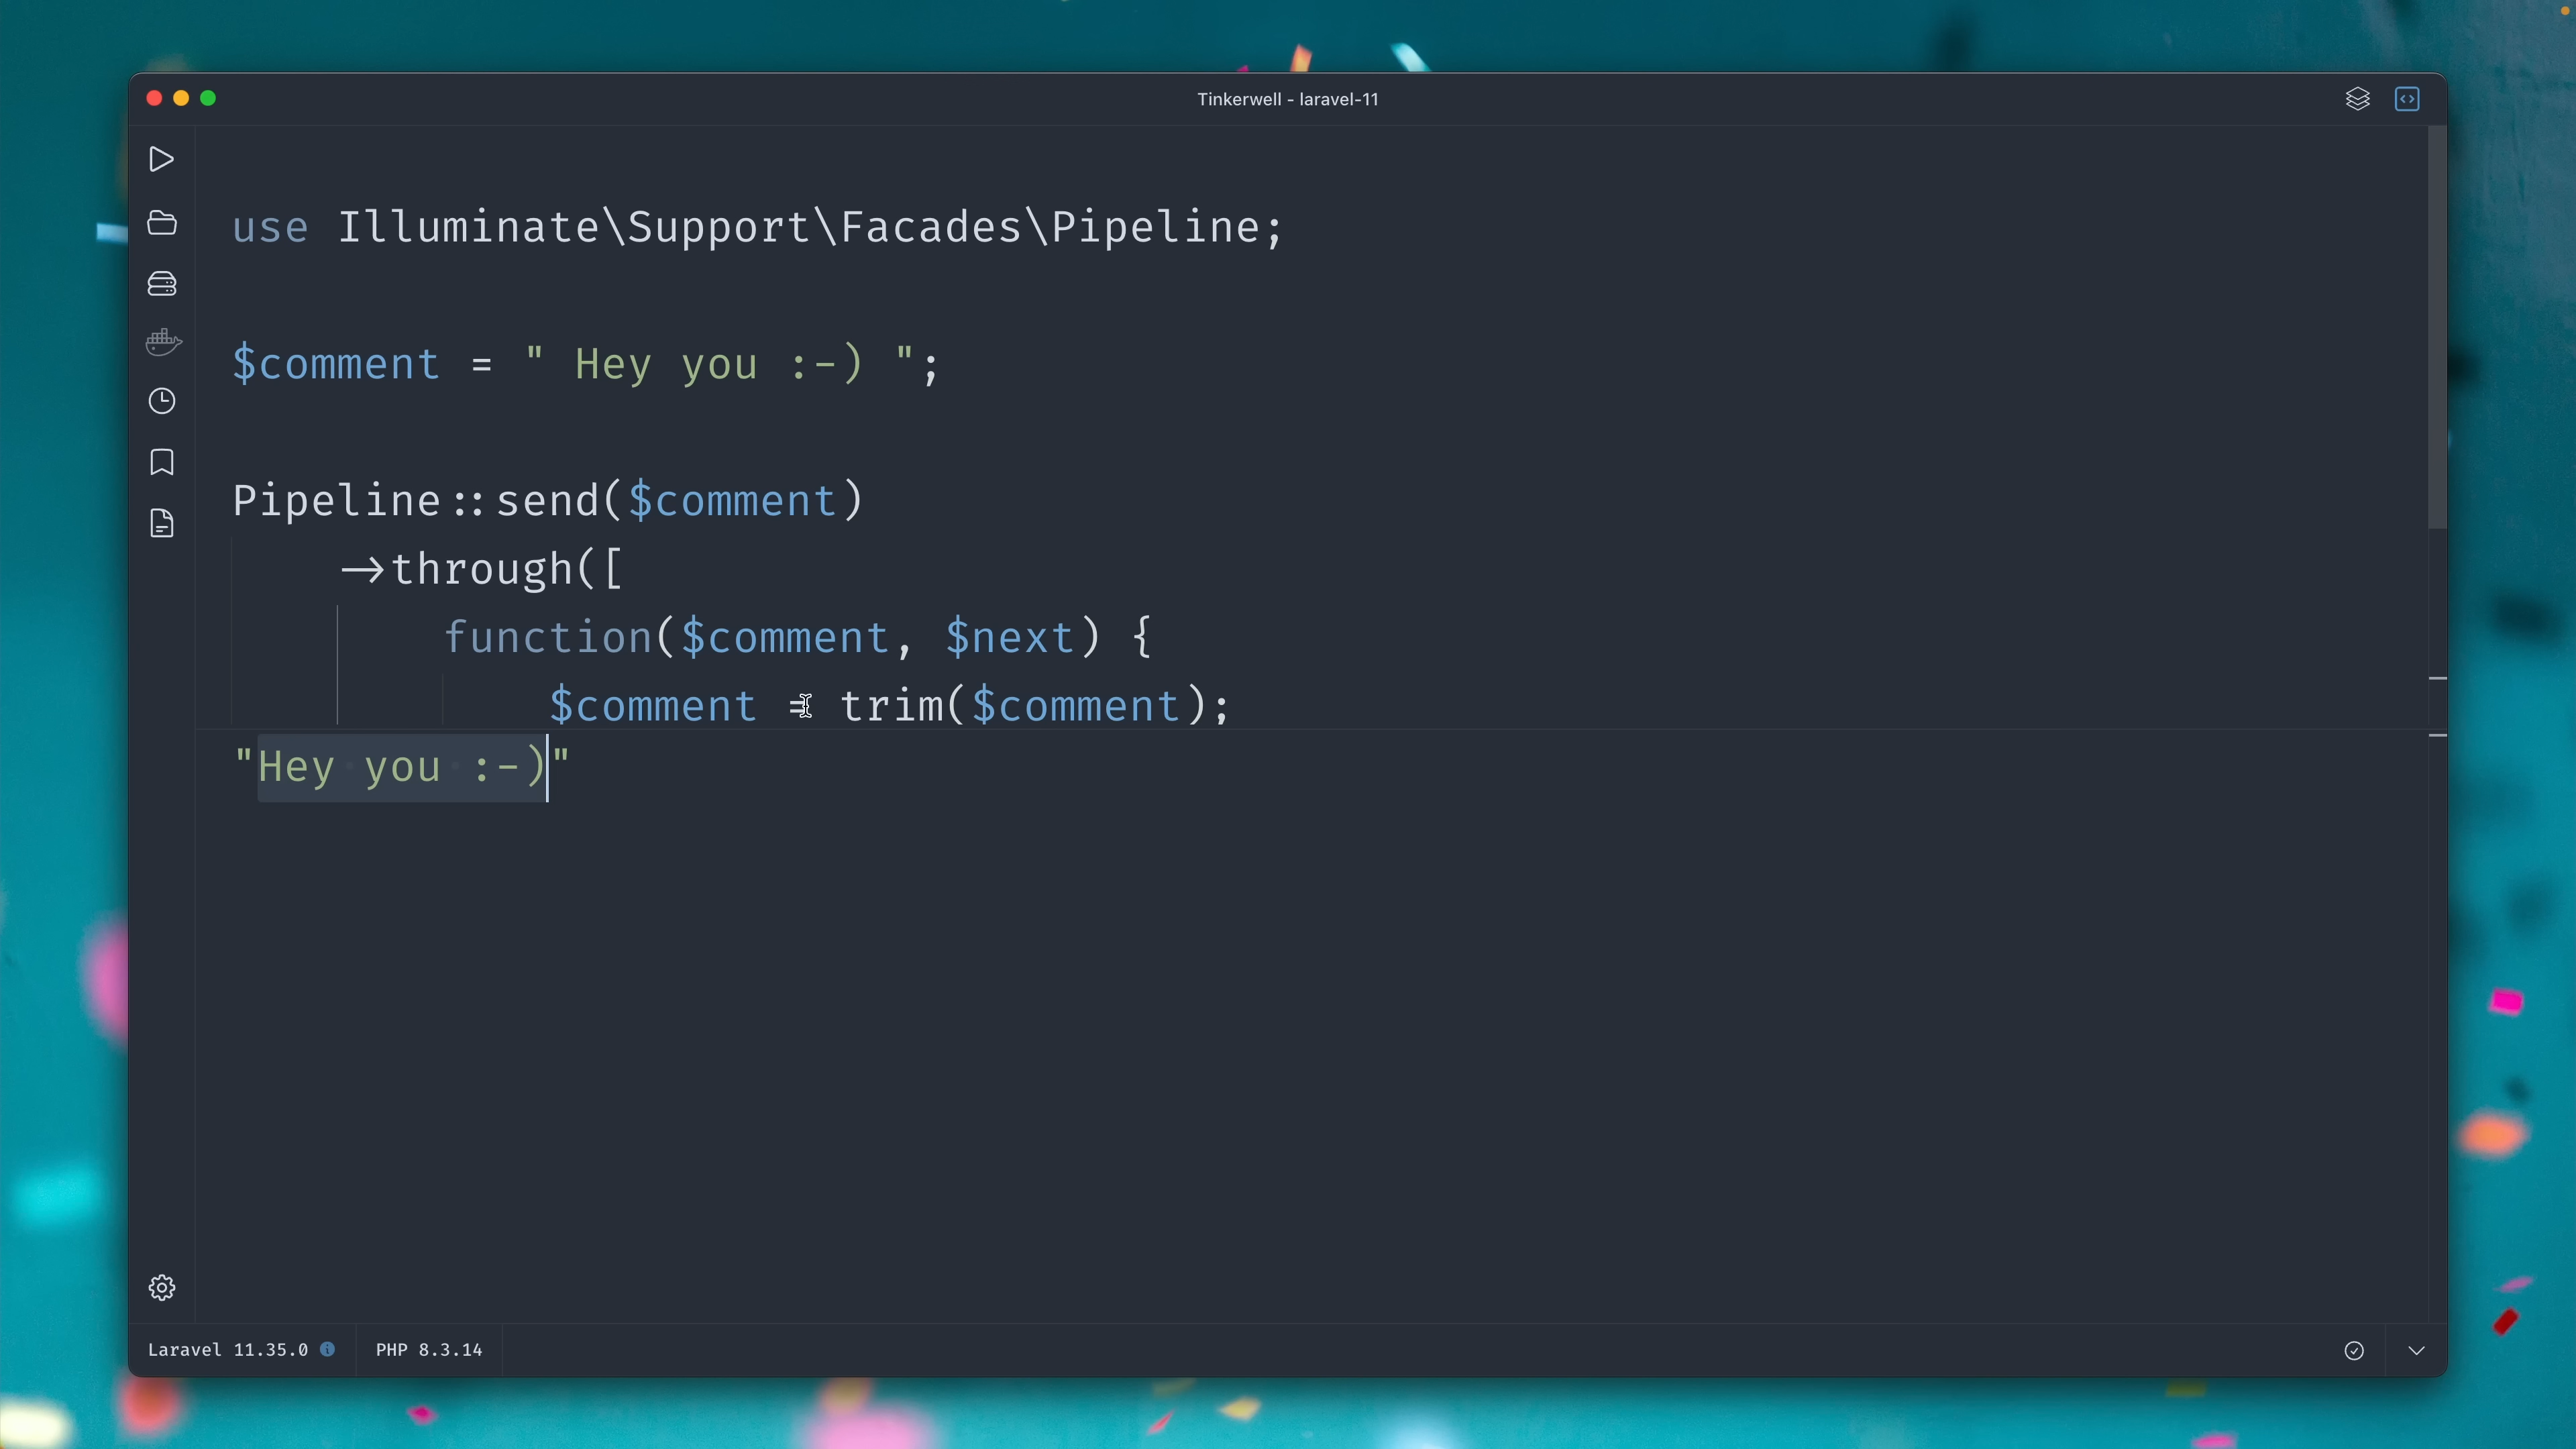 Tinkerwell - laravel-11
use Illuminate\Support\Facades\Pipeline;
$comment = " Hey you :-) ";
Pipeline::send($comment)
->through([
function($comment, $next) {
$comment = trim($comment);
"Hey you :-)"
Laravel 11.35.0
PHP 8.3.14